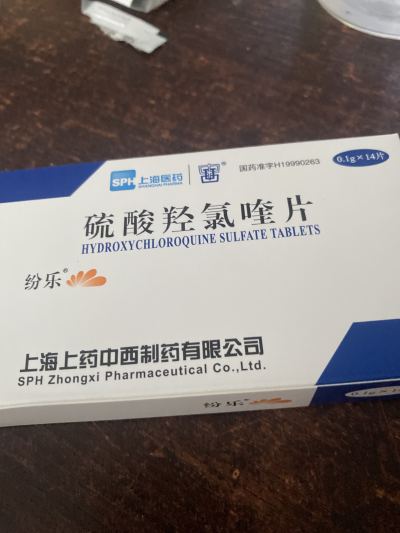 SPH 上海医药
SHANGHAI PHARMA
®
国药准字H19990263
0.1g×14片
硫酸羟氯喹片
HYDROXYCHLOROQUINE SULFATE TABLETS
纷乐®
上海上药中西制药有限公司
SPH Zhongxi Pharmaceutical Co.,Ltd.
纷乐®